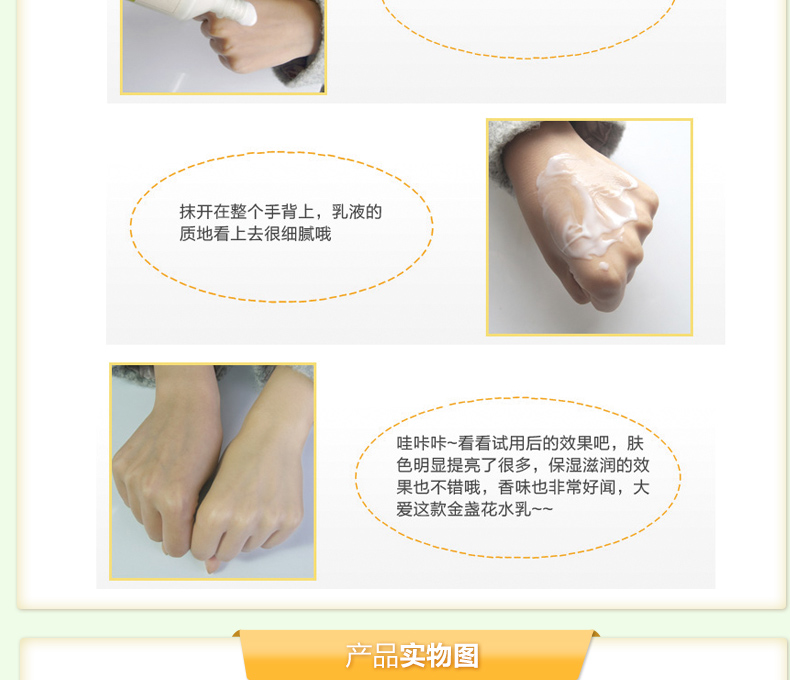 抹开在整个手背上，乳液的
质地看上去很细腻哦
哇咔咔~看看试用后的效果吧，肤
色明显提亮了很多，保湿滋润的效
果也不错哦，香味也非常好闻，大
爱这款金盏花水乳~~
产品实物图